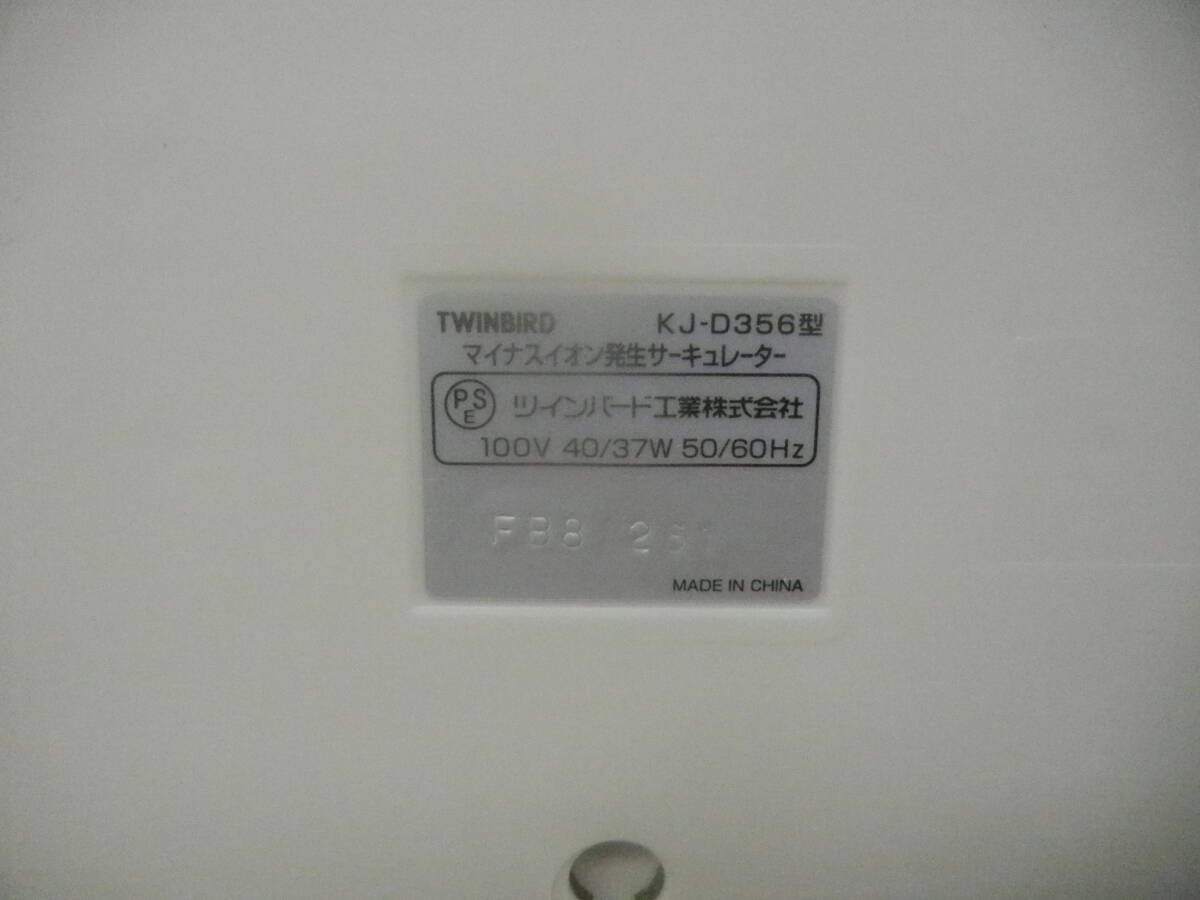 TWINBIRD KJ-D356型
マイナスイオン発生サーキュレーター
PSE ツインバード工業株式会社
100V 40/37W 50/60Hz
FB8 261
MADE IN CHINA